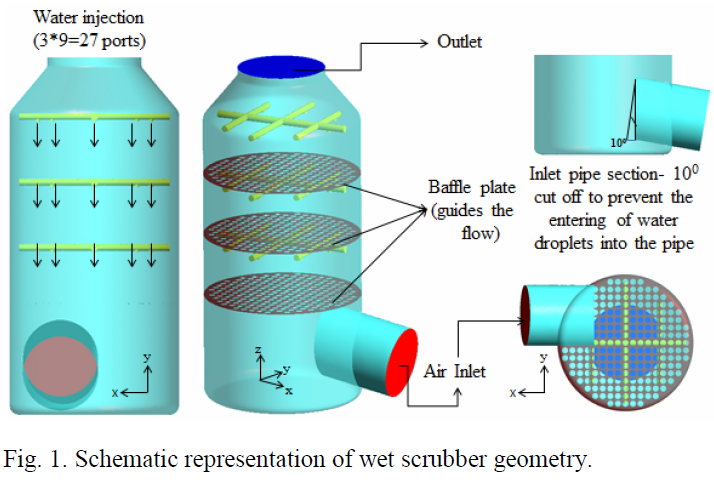 Water injection
(3*9=27 ports)
Outlet
Baffle plate
(guides the
flow)
Air Inlet
10⁰
Inlet pipe section- 10⁰
cut off to prevent the
entering of water
droplets into the pipe
y
x
z
y
x
y
x
Fig. 1. Schematic representation of wet scrubber geometry.